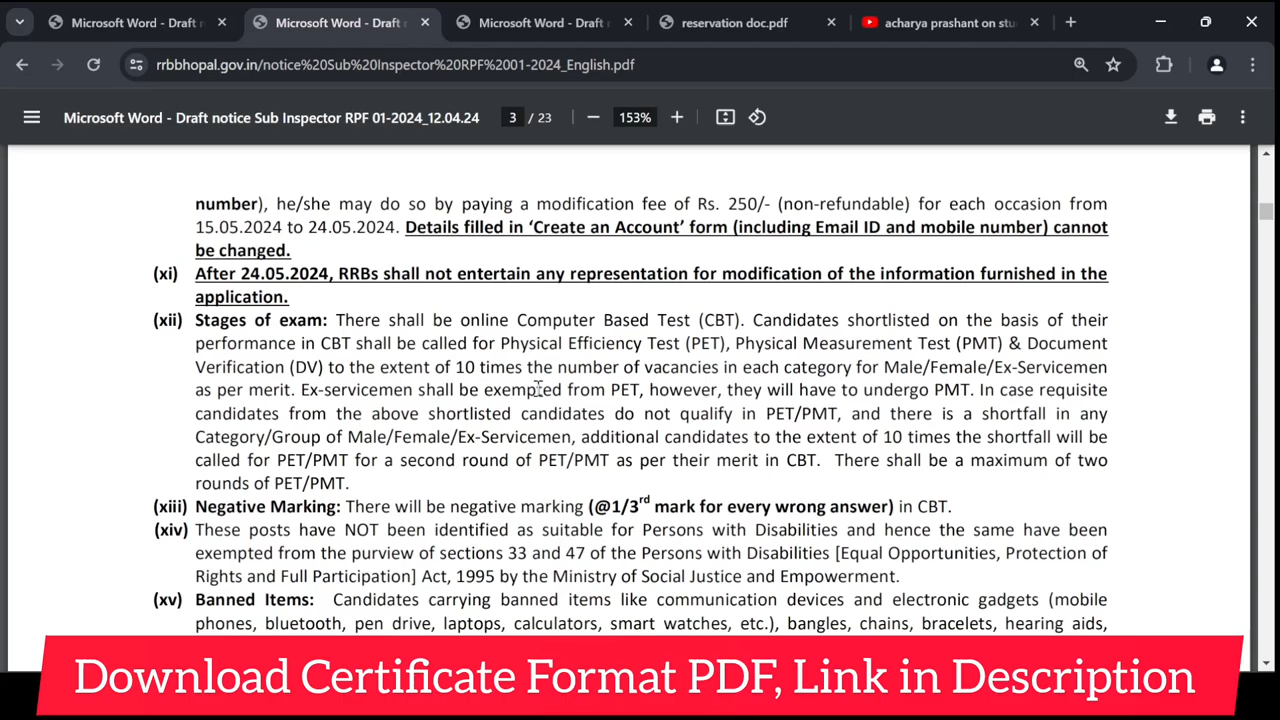 Microsoft Word - Draft r
Microsoft Word - Draft r
Microsoft Word - Draft r
reservation doc.pdf
acharya prashant on stu
rrbbhopal.gov.in/notice%20Sub%20Inspector%20RPF%2001-2024_English.pdf
Microsoft Word - Draft notice Sub Inspector RPF 01-2024_12.04.24
3 / 23
153%
number), he/she may do so by paying a modification fee of Rs. 250/- (non-refundable) for each occasion from
15.05.2024 to 24.05.2024. Details filled in ‘Create an Account’ form (including Email ID and mobile number) cannot
be changed.
(xi) After 24.05.2024, RRBs shall not entertain any representation for modification of the information furnished in the
application.
(xii) Stages of exam: There shall be online Computer Based Test (CBT). Candidates shortlisted on the basis of their
performance in CBT shall be called for Physical Efficiency Test (PET), Physical Measurement Test (PMT) & Document
Verification (DV) to the extent of 10 times the number of vacancies in each category for Male/Female/Ex-Servicemen
as per merit. Ex-servicemen shall be exempted from PET, however, they will have to undergo PMT. In case requisite
candidates from the above shortlisted candidates do not qualify in PET/PMT, and there is a shortfall in any
Category/Group of Male/Female/Ex-Servicemen, additional candidates to the extent of 10 times the shortfall will be
called for PET/PMT for a second round of PET/PMT as per their merit in CBT. There shall be a maximum of two
rounds of PET/PMT.
(xiii) Negative Marking: There will be negative marking (@1/3rd mark for every wrong answer) in CBT.
(xiv) These posts have NOT been identified as suitable for Persons with Disabilities and hence the same have been
exempted from the purview of sections 33 and 47 of the Persons with Disabilities [Equal Opportunities, Protection of
Rights and Full Participation] Act, 1995 by the Ministry of Social Justice and Empowerment.
(xv) Banned Items: Candidates carrying banned items like communication devices and electronic gadgets (mobile
phones, bluetooth, pen drive, laptops, calculators, smart watches, etc.), bangles, chains, bracelets, hearing aids,
Download Certificate Format PDF, Link in Description